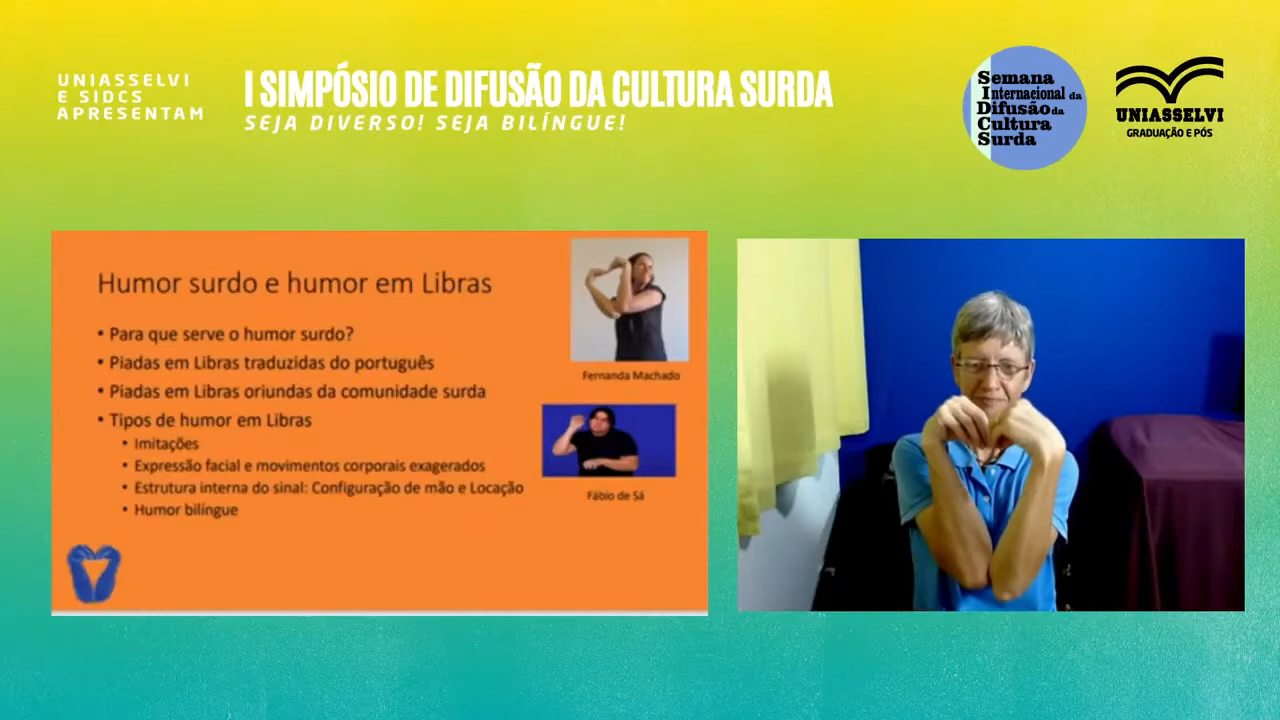 UNIASSELVI
E SIDCS
APRESENTAM
I SIMPÓSIO DE DIFUSÃO DA CULTURA SURDA
SEJA DIVERSO! SEJA BILÍNGUE!
Semana
Internacional da
Difusão da
Cultura
Surda
UNIASSELVI
GRADUAÇÃO E PÓS
Humor surdo e humor em Libras
• Para que serve o humor surdo?
• Piadas em Libras traduzidas do português
• Piadas em Libras oriundas da comunidade surda
• Tipos de humor em Libras
• Imitações
• Expressão facial e movimentos corporais exagerados
• Estrutura interna do sinal: Configuração de mão e Locação
• Humor bilíngue
Fernanda Machado
Fábio de Sá